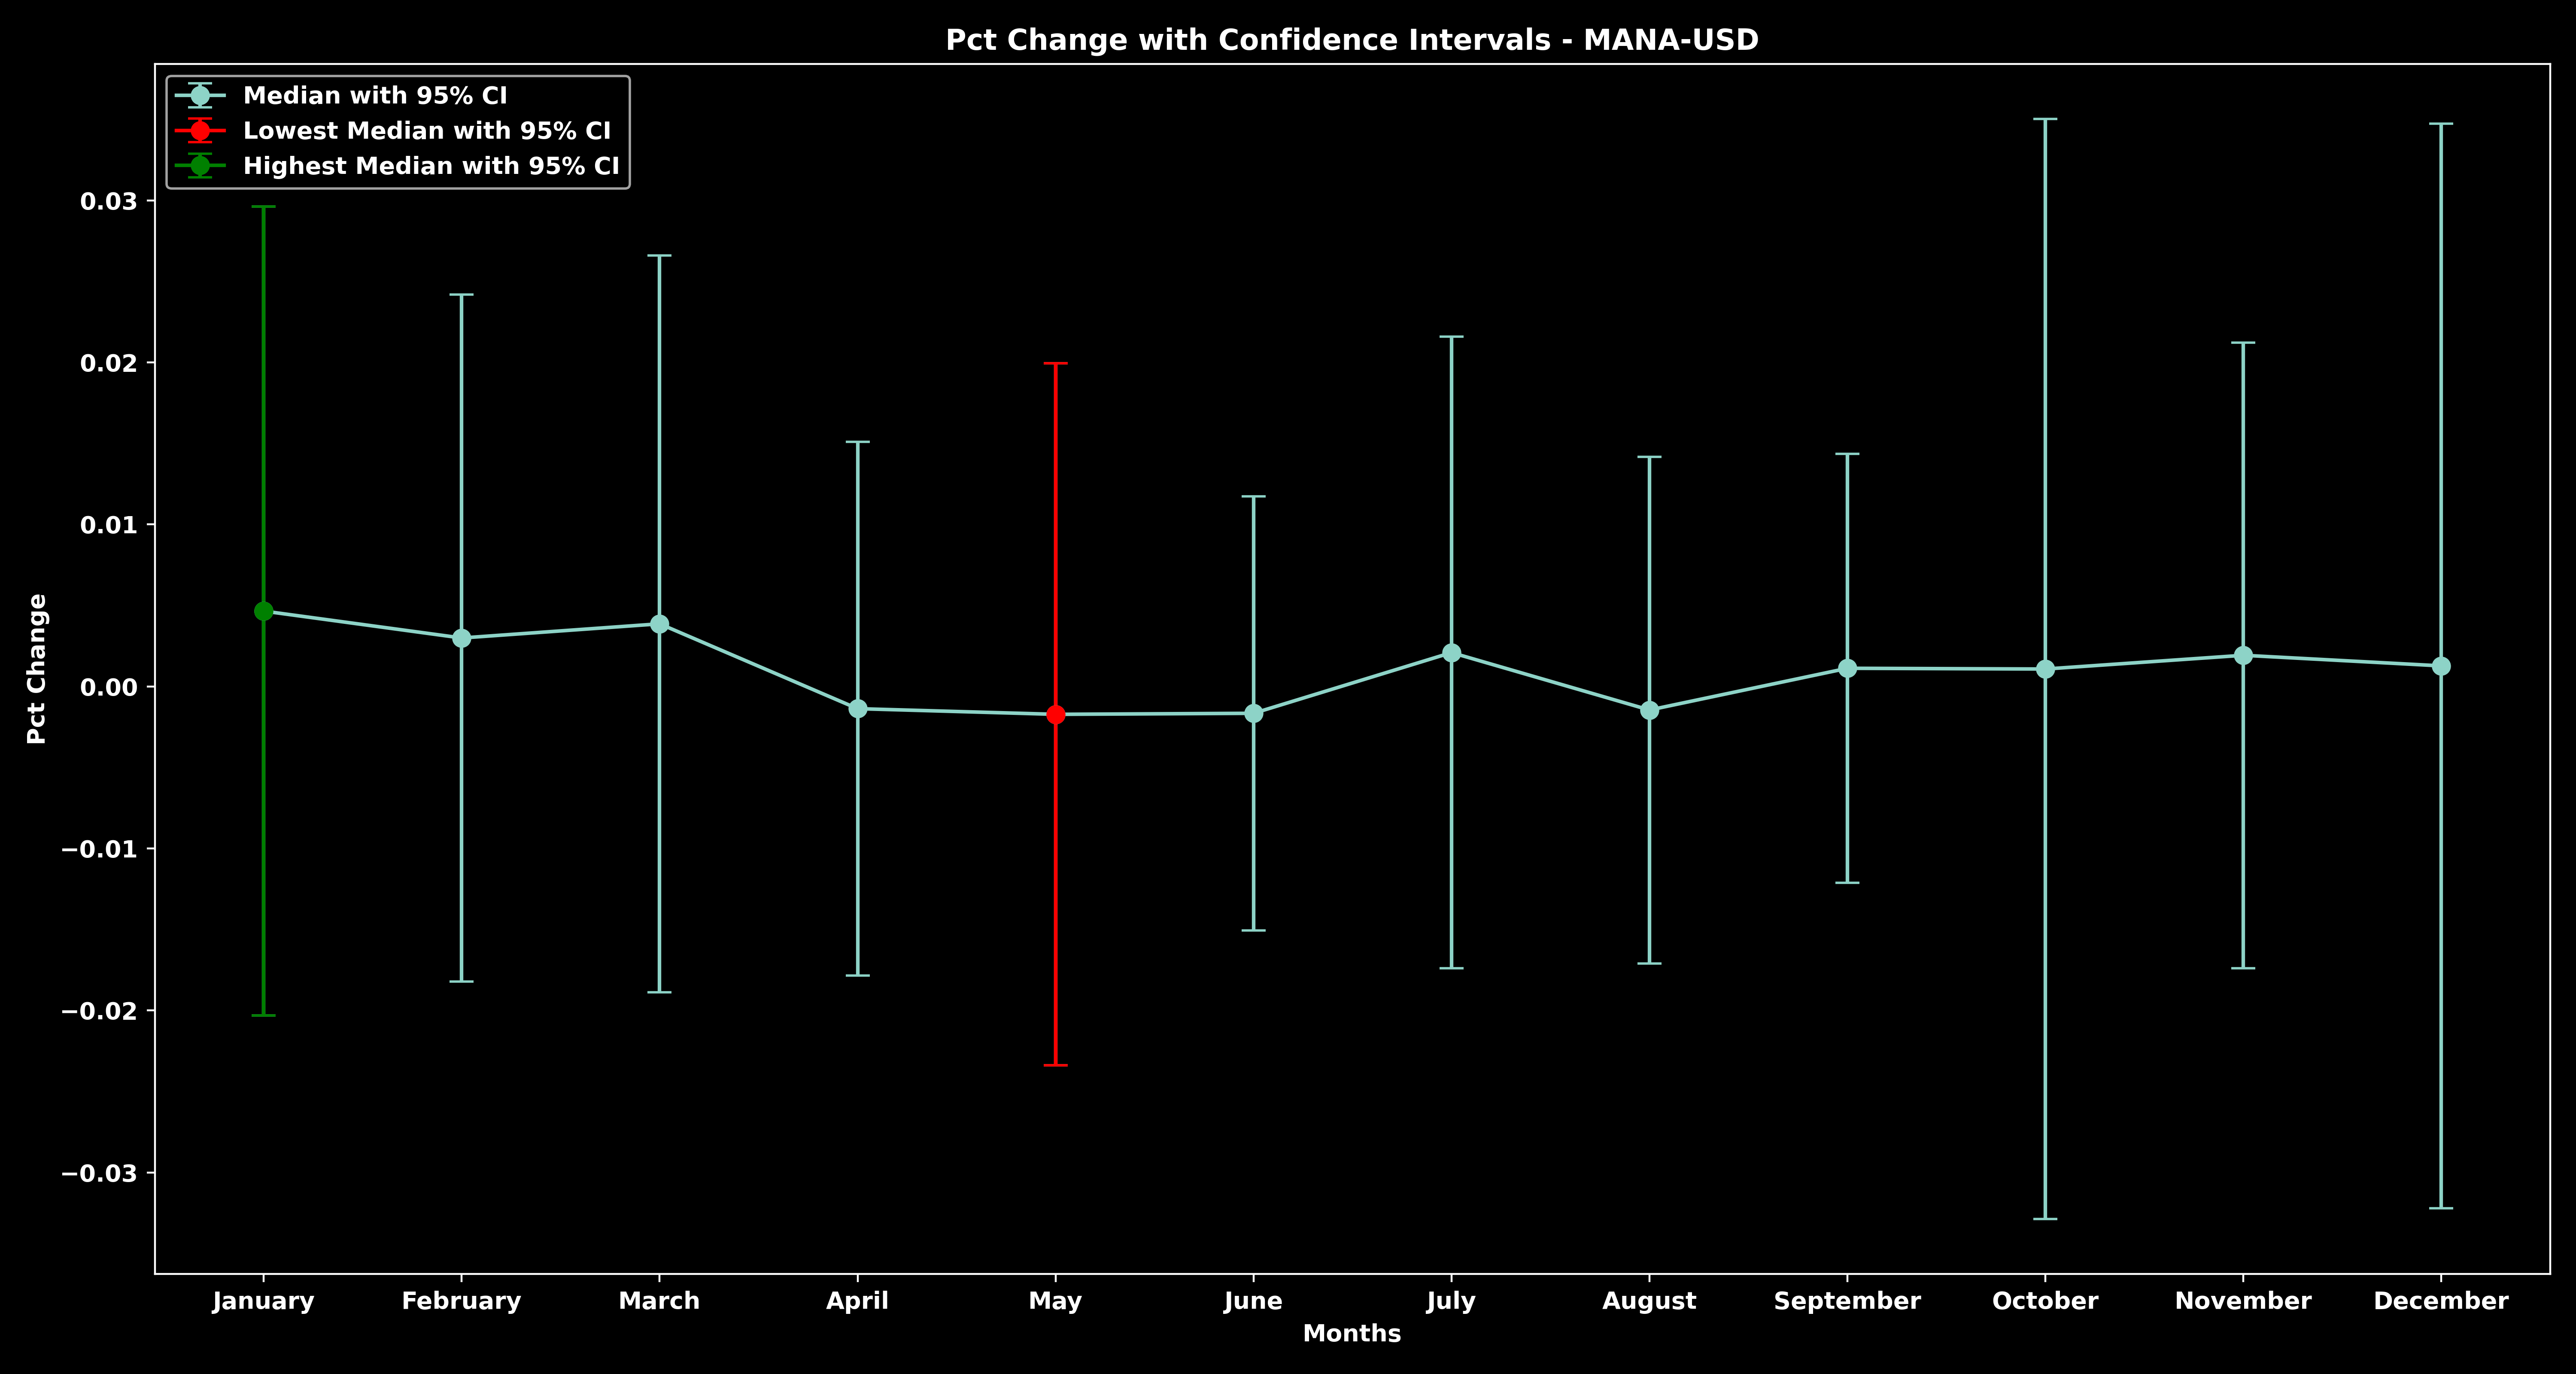 Pct Change with Confidence Intervals - MANA-USD
Median with 95% CI
Lowest Median with 95% CI
Highest Median with 95% CI
Pct Change
0.03
0.02
0.01
0.00
−0.01
−0.02
−0.03
January February March April May June July August September October November December
Months